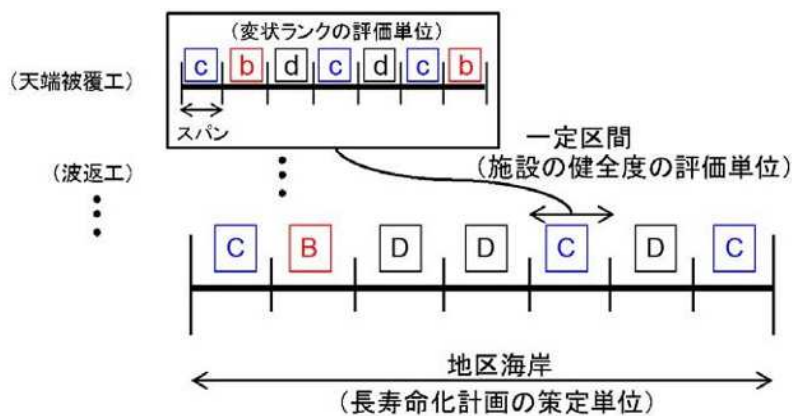 (変状ランクの評価単位)
c b d c d c b
(天端被覆工)
スパン
一定区間
(施設の健全度の評価単位)
(波返工)
C B D D C D C
地区海岸
(長寿命化計画の策定単位)